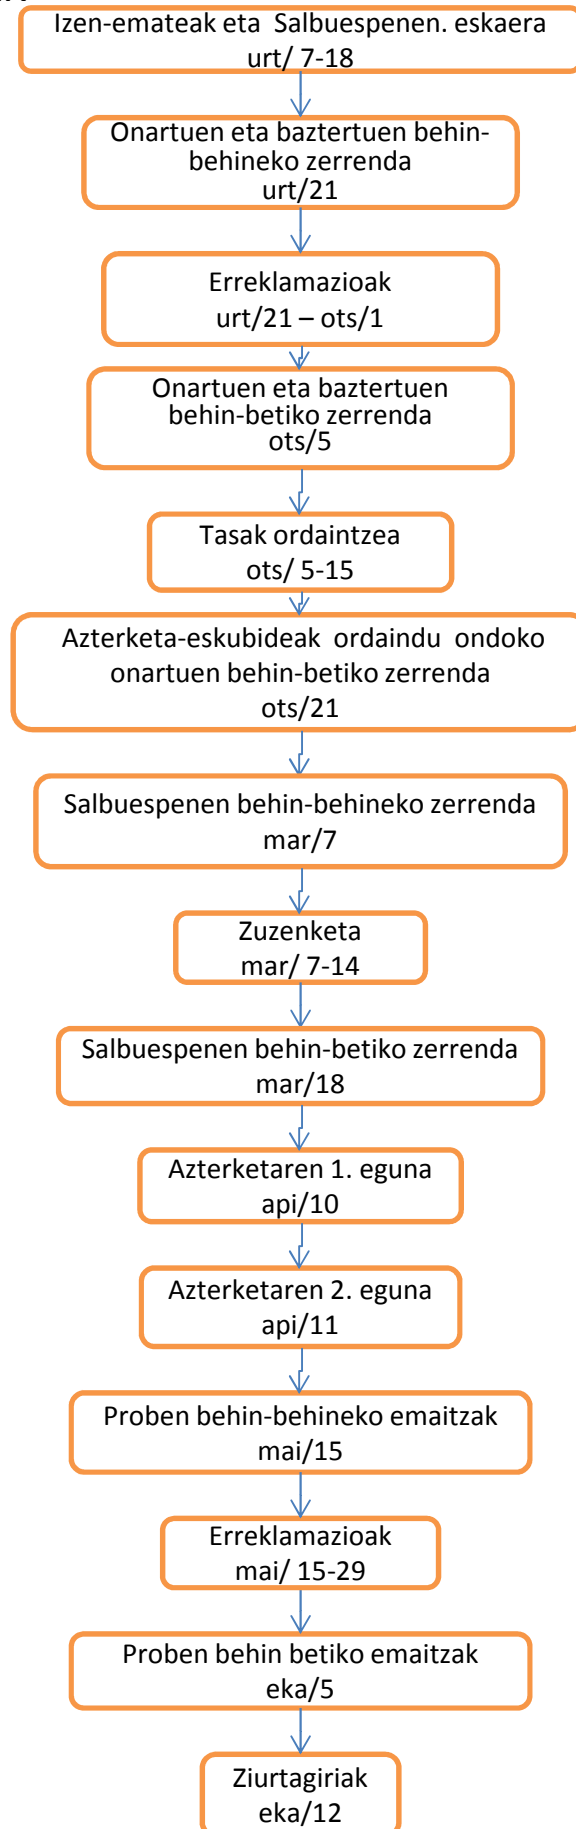 Izen-emateak eta Salbuespenen. eskaera
urt/ 7-18
Onartuen eta baztertuen behin-
behineko zerrenda
urt/21
Erreklamazioak
urt/21 – ots/1
Onartuen eta baztertuen
behin-betiko zerrenda
ots/5
Tasak ordaintzea
ots/ 5-15
Azterketa-eskubideak ordaindu ondoko
onartuen behin-betiko zerrenda
ots/21
Salbuespenen behin-behineko zerrenda
mar/7
Zuzenketa
mar/ 7-14
Salbuespenen behin-betiko zerrenda
mar/18
Azterketaren 1. eguna
api/10
Azterketaren 2. eguna
api/11
Proben behin-behineko emaitzak
mai/15
Erreklamazioak
mai/ 15-29
Proben behin betiko emaitzak
eka/5
Ziurtagiriak
eka/12